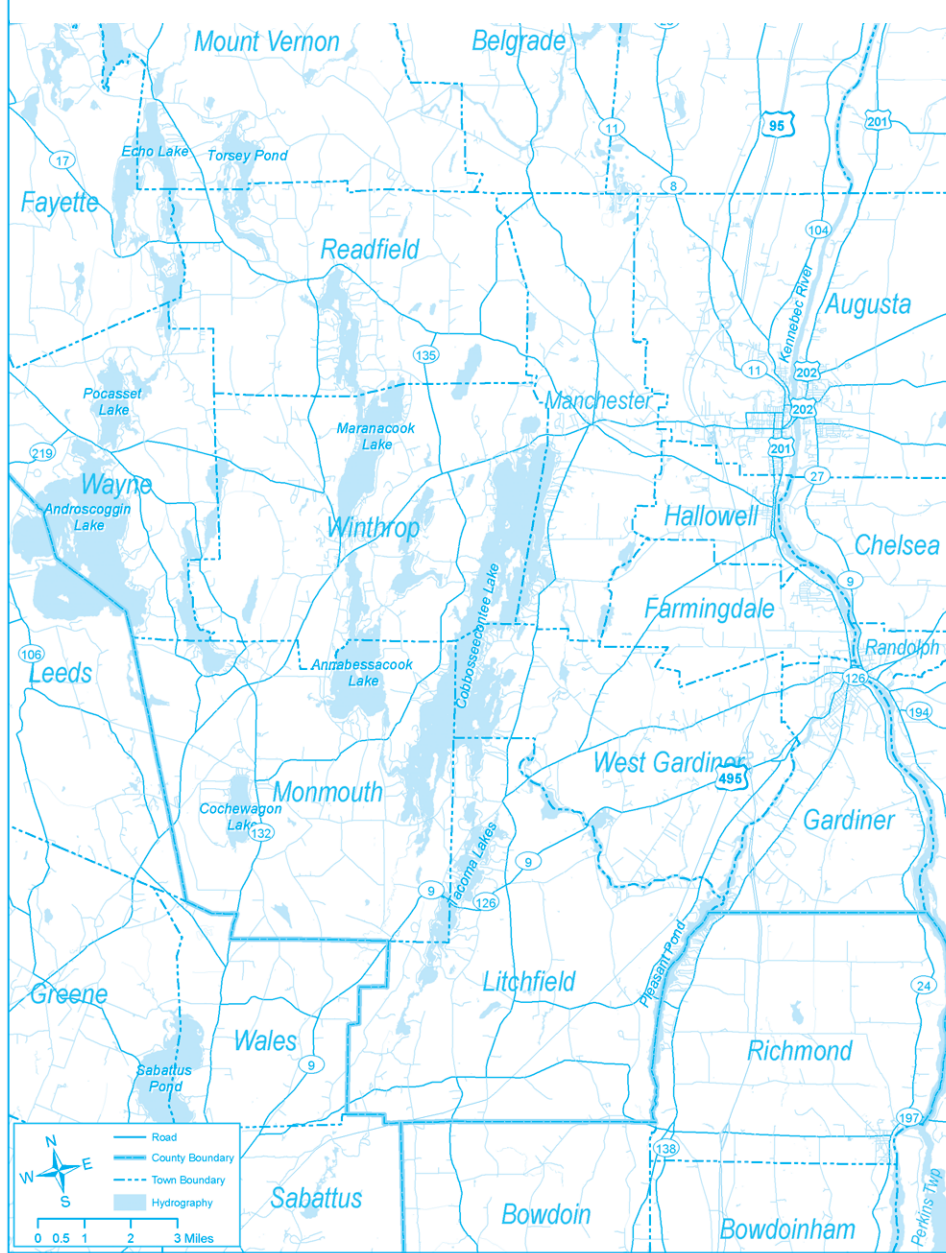 Mount Vernon
Belgrade
95
201
11
Echo Lake
Torsey Pond
17
8
Fayette
104
Readfield
Kennebec River
Augusta
135
11
202
Pocasset
Lake
Manchester
202
Maranacook
Lake
219
201
Wayne
27
Androscoggin
Lake
Hallowell
Winthrop
Chelsea
9
Cobbosseecontee Lake
Farmingdale
106
Randolph
Leeds
Annabessacook
Lake
126
194
West Gardiner
495
Monmouth
Cochewagon
Lake
132
Gardiner
Tacoma Lakes
9
9
126
Pleasant Pond
Litchfield
Greene
24
Wales
9
Richmond
Sabattus
Pond
197
138
N
W
E
S
Road
County Boundary
Town Boundary
Hydrography
0 0.5 1 2 3 Miles
Sabattus
Bowdoin
Bowdoinham
Perkins Twp